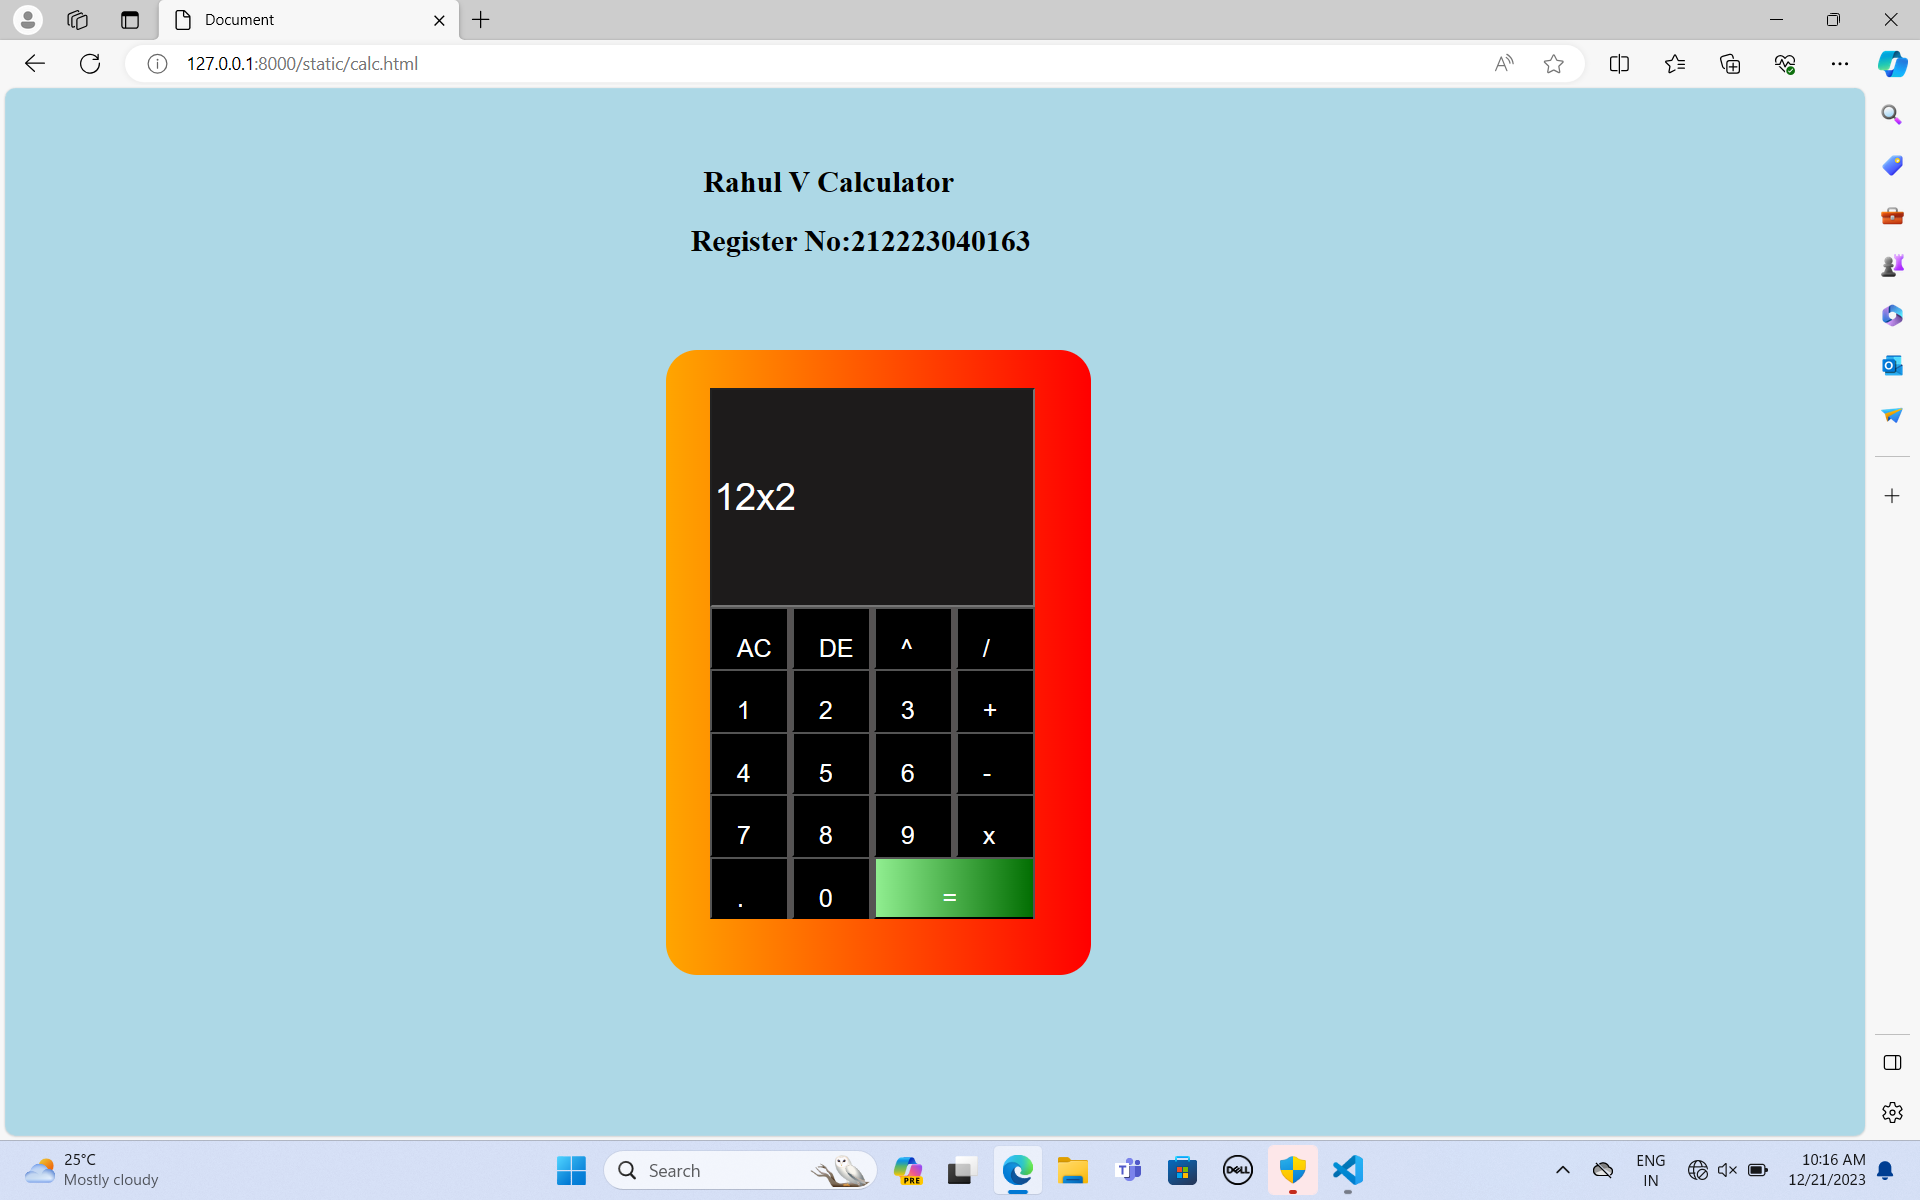 Document
127.0.0.1:8000/static/calc.html
Rahul V Calculator
Register No:212223040163
12x2
AC DE ^ /
1 2 3 +
4 5 6 -
7 8 9 x
. 0 =
25°C
Mostly cloudy
Search
PRE
DELL
ENG
IN
10:16 AM
12/21/2023